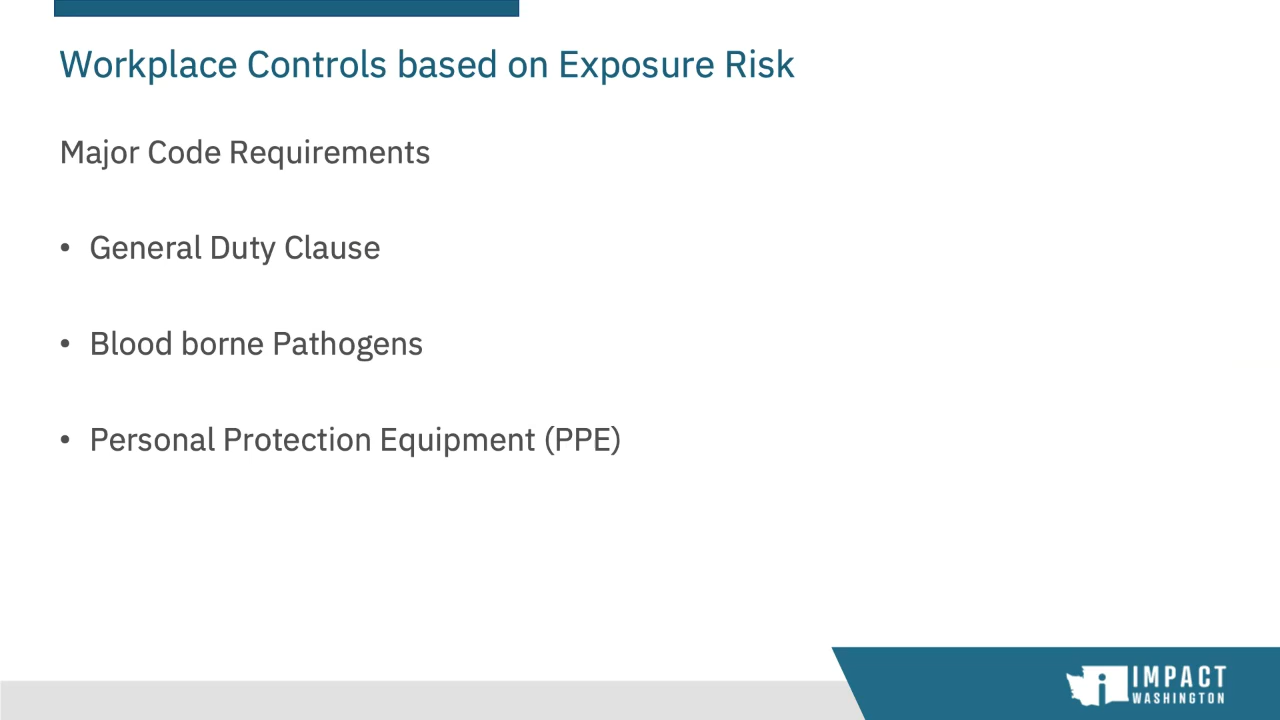 Workplace Controls based on Exposure Risk
Major Code Requirements
• General Duty Clause
• Blood borne Pathogens
• Personal Protection Equipment (PPE)
i IMPACT
WASHINGTON